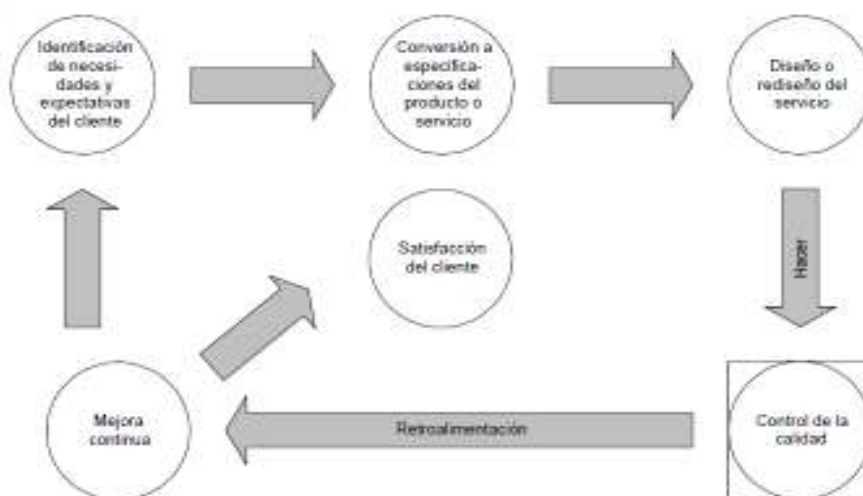 Identificación
de necesi-
dades y
expectativas
del cliente
Conversión a
especifica-
ciones del
producto o
servicio
Diseño o
rediseño del
servicio
Hacer
Satisfacción
del cliente
Mejora
continua
Retroalimentación
Control de la
calidad